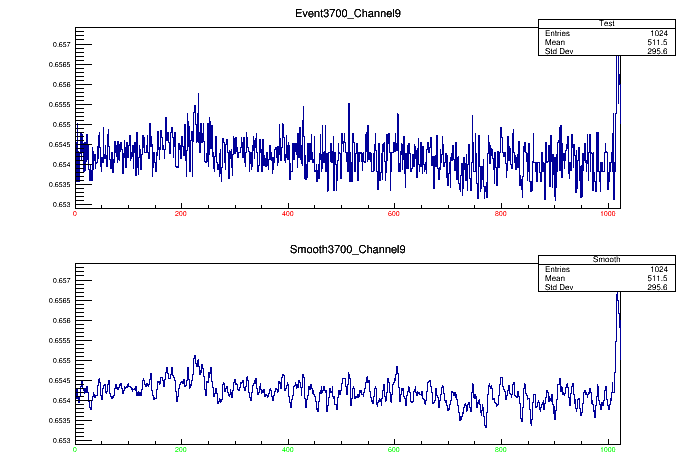 Event3700_Channel9
Test
Entries 1024
Mean 511.5
Std Dev 295.6
0.657
0.6565
0.656
0.6555
0.655
0.6545
0.654
0.6535
0.653
0 200 400 600 800 1000
Smooth3700_Channel9
Smooth
Entries 1024
Mean 511.5
Std Dev 295.6
0.657
0.6565
0.656
0.6555
0.655
0.6545
0.654
0.6535
0.653
0 200 400 600 800 1000